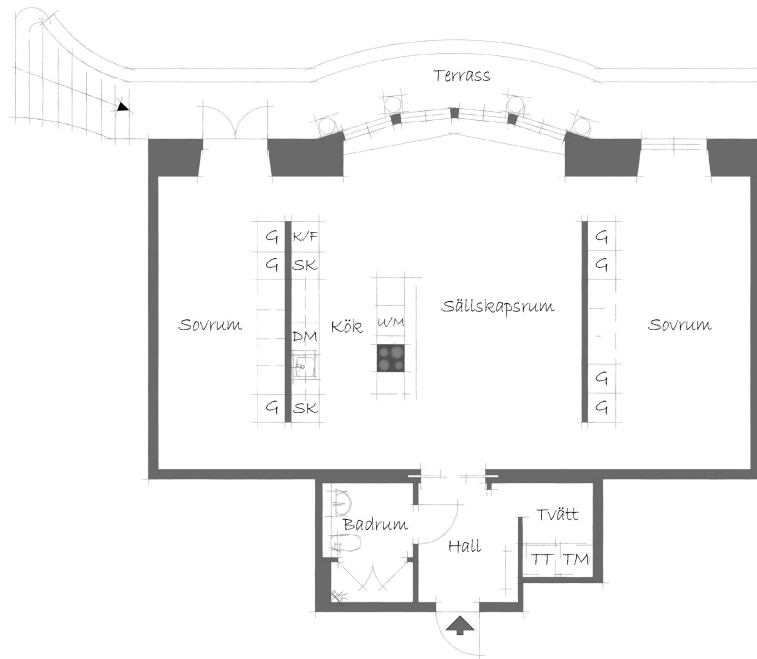 Terrass
G K/F G
G SK G
Sällskapsrum
Sovrum Kök U/M Sovrum
DM
G
G SK G
Tvätt
Badrum
Hall
TT TM